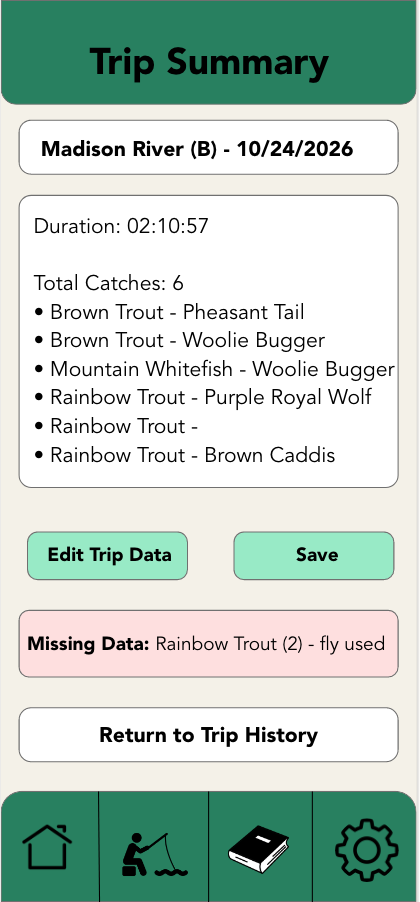 Trip Summary
Madison River (B) - 10/24/2026
Duration: 02:10:57
Total Catches: 6
• Brown Trout - Pheasant Tail
• Brown Trout - Woolie Bugger
• Mountain Whitefish - Woolie Bugger
• Rainbow Trout - Purple Royal Wolf
• Rainbow Trout -
• Rainbow Trout - Brown Caddis
Edit Trip Data
Save
Missing Data: Rainbow Trout (2) - fly used
Return to Trip History